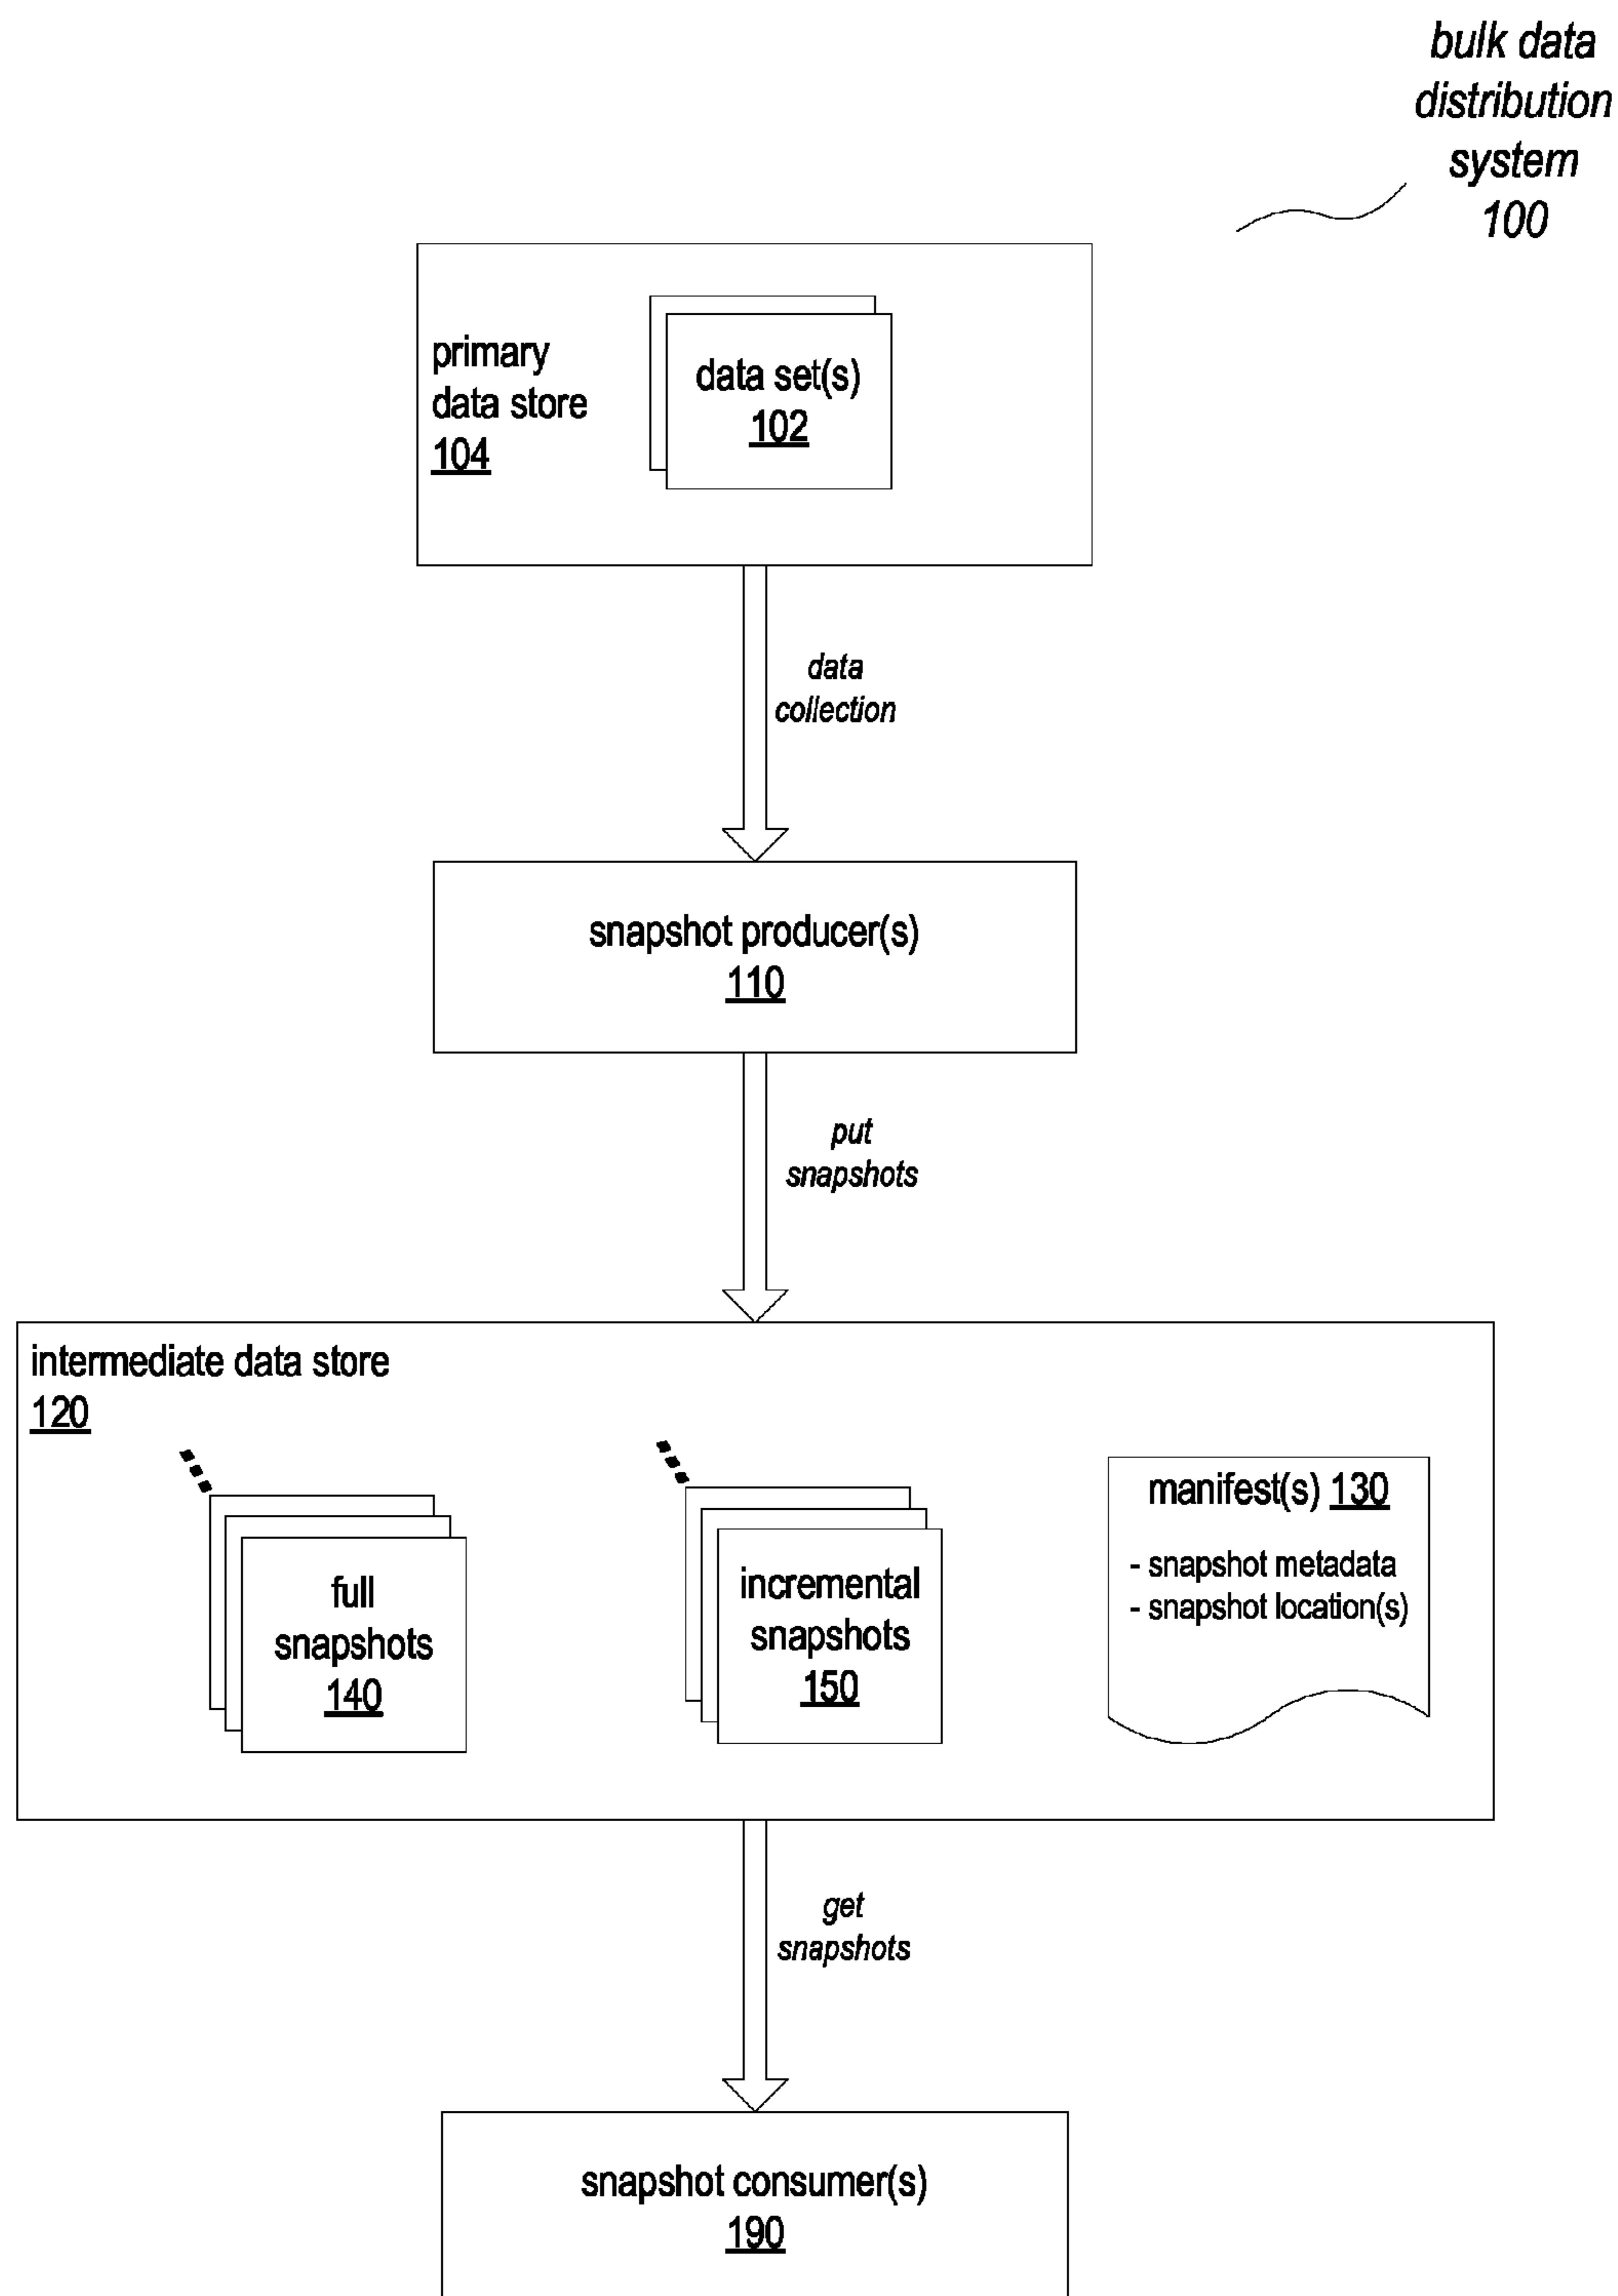 bulk data
distribution
system
100
primary
data store
104
data set(s)
102
data
collection
snapshot producer(s)
110
put
snapshots
intermediate data store
120
full
snapshots
140
incremental
snapshots
150
manifest(s) 130
- snapshot metadata
- snapshot location(s)
get
snapshots
snapshot consumer(s)
190